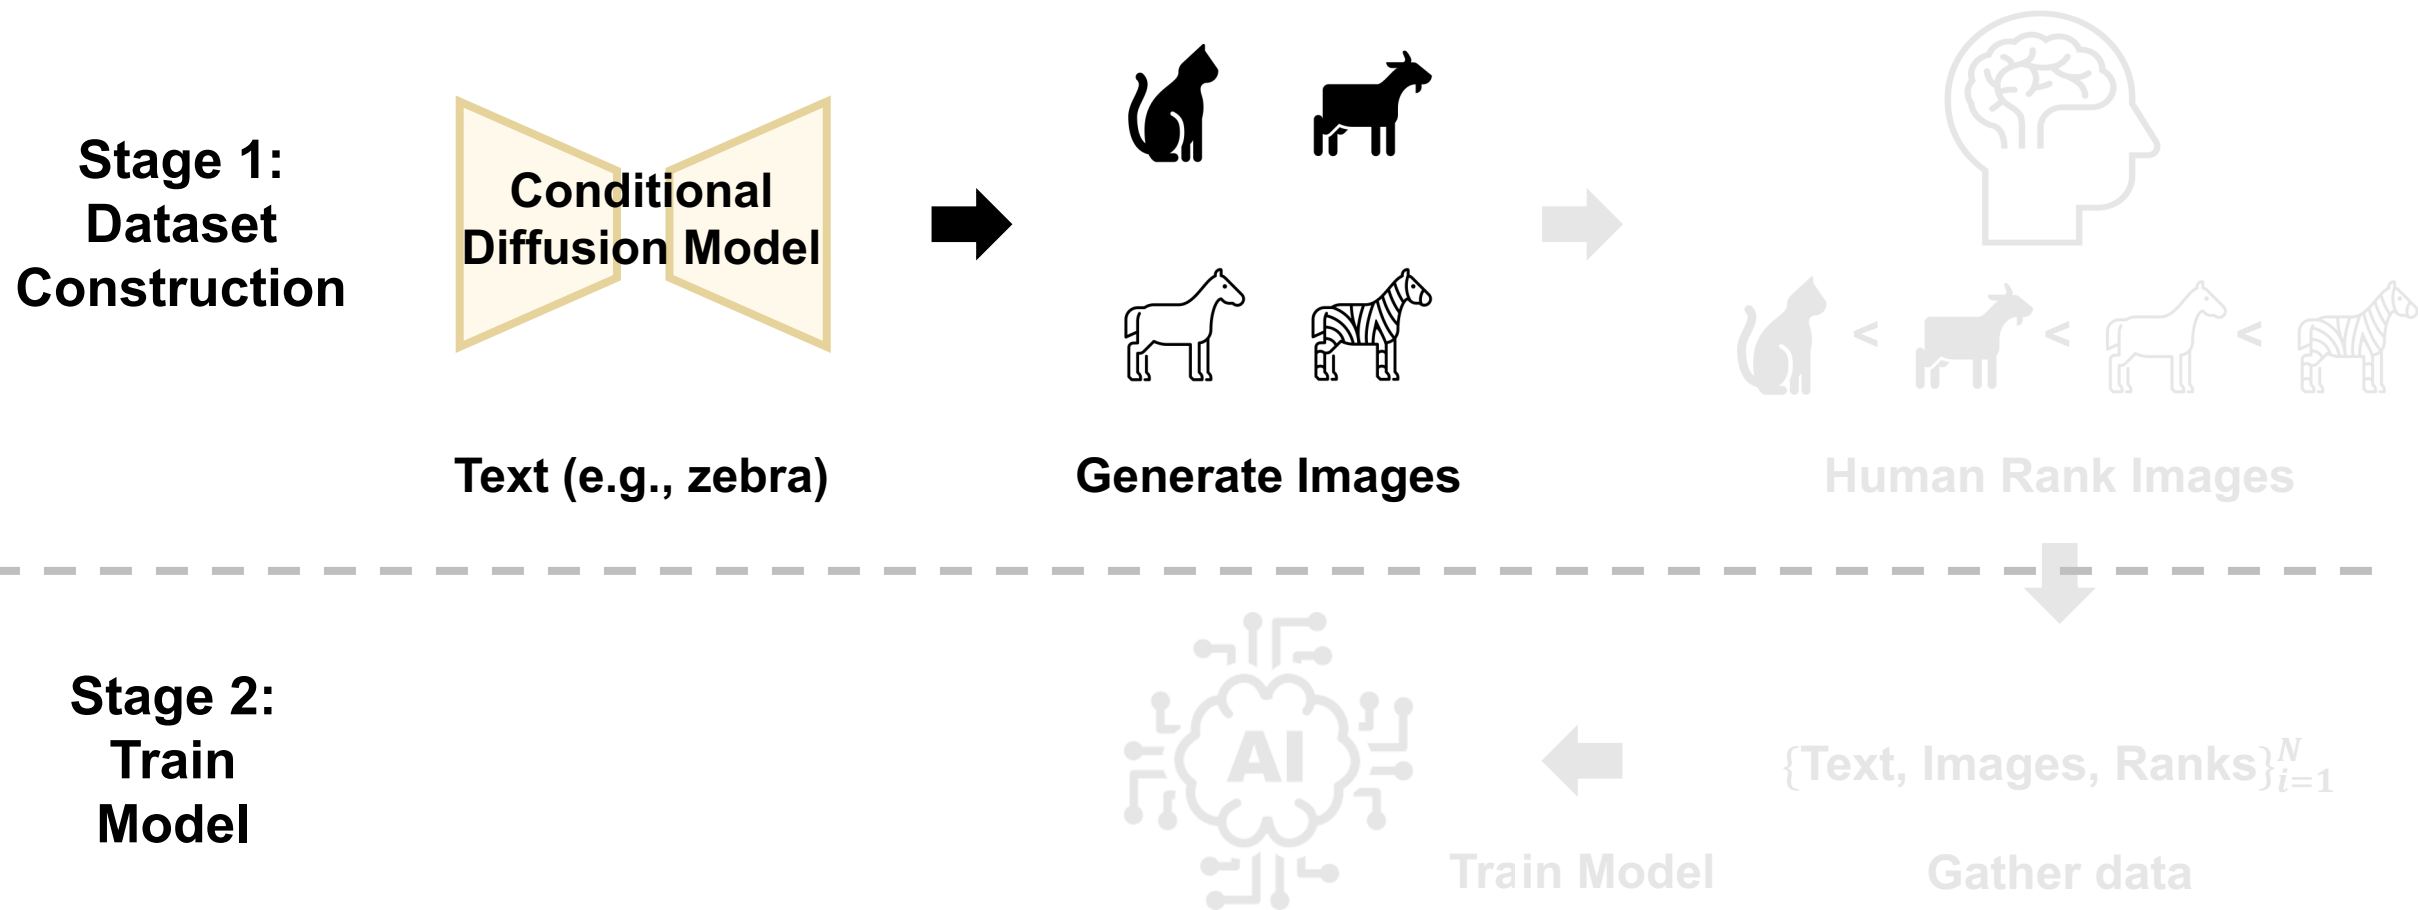 Stage 1:
Dataset
Construction
Conditional
Diffusion Model
Text (e.g., zebra)
Generate Images
< < <
Human Rank Images
Stage 2:
Train
Model
AI
Train Model
{Text, Images, Ranks}_{i=1}^{N}
Gather data